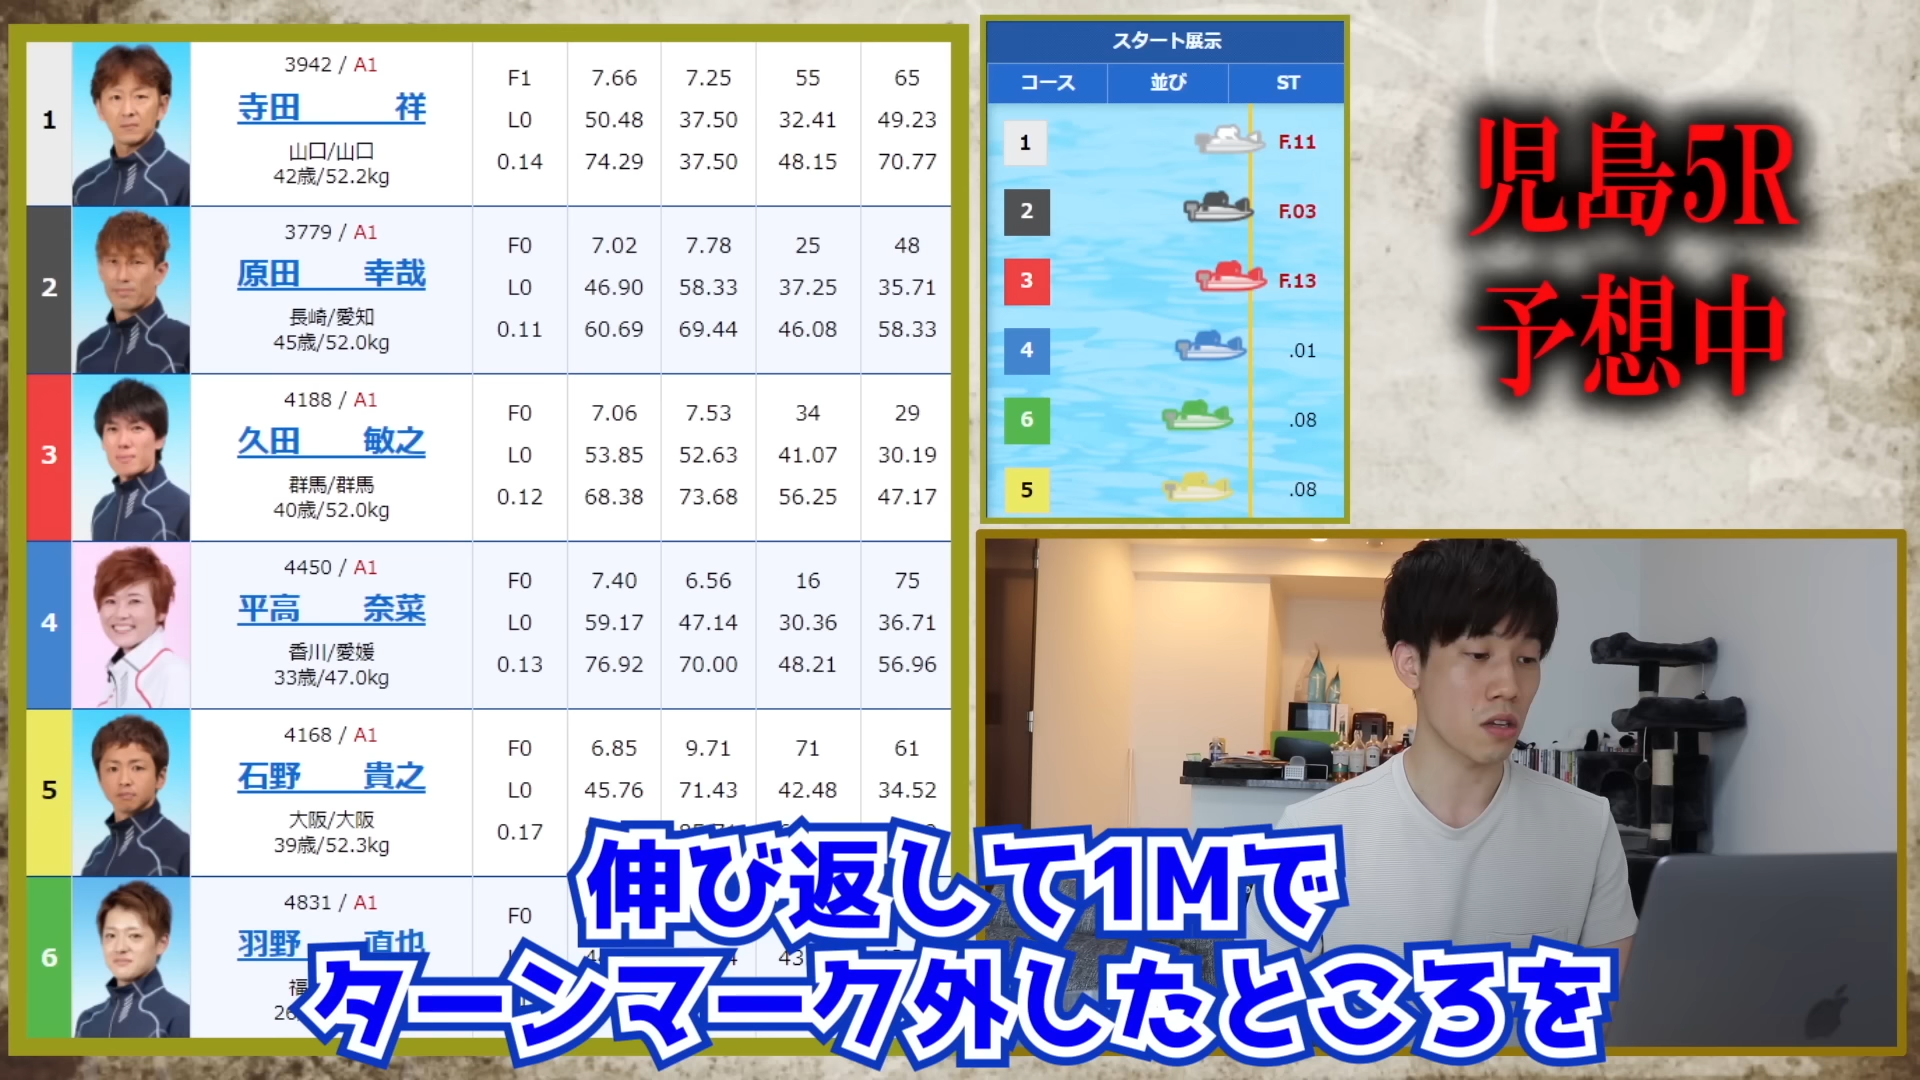 1
3942 / A1
寺田 祥
山口/山口
42歳/52.2kg
F1 7.66 7.25 55 65
L0 50.48 37.50 32.41 49.23
0.14 74.29 37.50 48.15 70.77
2
3779 / A1
原田 幸哉
長崎/愛知
45歳/52.0kg
F0 7.02 7.78 25 48
L0 46.90 58.33 37.25 35.71
0.11 60.69 69.44 46.08 58.33
3
4188 / A1
久田 敏之
群馬/群馬
40歳/52.0kg
F0 7.06 7.53 34 29
L0 53.85 52.63 41.07 30.19
0.12 68.38 73.68 56.25 47.17
4
4450 / A1
平高 奈菜
香川/愛媛
33歳/47.0kg
F0 7.40 6.56 16 75
L0 59.17 47.14 30.36 36.71
0.13 76.92 70.00 48.21 56.96
5
4168 / A1
石野 貴之
大阪/大阪
39歳/52.3kg
F0 6.85 9.71 71 61
L0 45.76 71.43 42.48 34.52
0.17
6
4831 / A1
羽野 直也
F0
スタート展示
コース 並び ST
1 F.11
2 F.03
3 F.13
4 .01
6 .08
5 .08
児島5R
予想中
伸び返して1Mで
ターンマーク外したところを